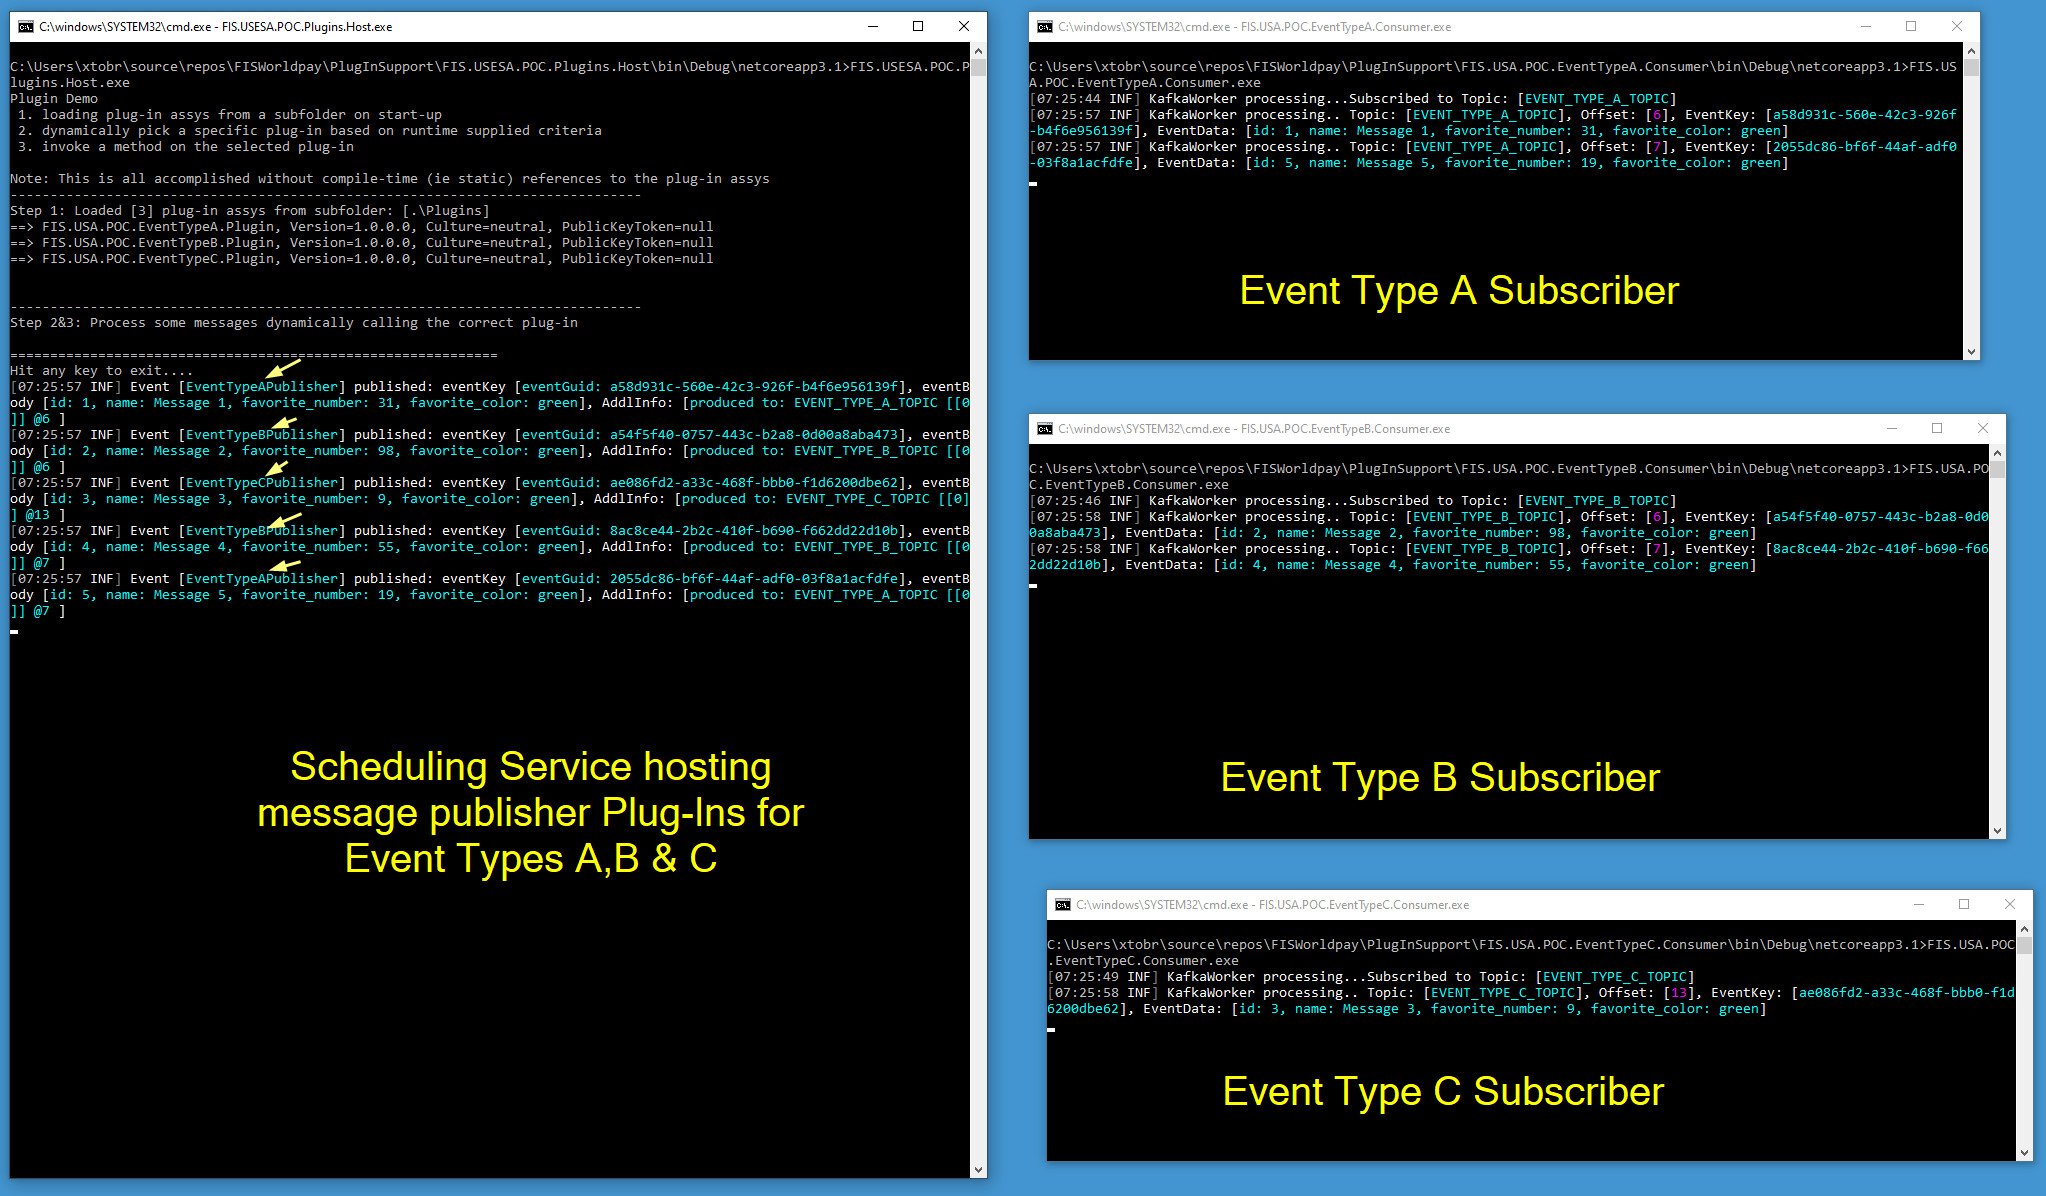 C:\windows\SYSTEM32\cmd.exe - FIS.USESA.POC.Plugins.Host.exe
C:\Users\xtobr\source\repos\FISWorldpay\PlugInSupport\FIS.USESA.POC.Plugins.Host\bin\Debug\netcoreapp3.1>FIS.USESA.POC.P
lugins.Host.exe
Plugin Demo
1. loading plug-in assys from a subfolder on start-up
2. dynamically pick a specific plug-in based on runtime supplied criteria
3. invoke a method on the selected plug-in
Note: This is all accomplished without compile-time (ie static) references to the plug-in assys
-------------------------------------------------------------------------------
Step 1: Loaded [3] plug-in assys from subfolder: [.\Plugins]
==> FIS.USA.POC.EventTypeA.Plugin, Version=1.0.0.0, Culture=neutral, PublicKeyToken=null
==> FIS.USA.POC.EventTypeB.Plugin, Version=1.0.0.0, Culture=neutral, PublicKeyToken=null
==> FIS.USA.POC.EventTypeC.Plugin, Version=1.0.0.0, Culture=neutral, PublicKeyToken=null
-------------------------------------------------------------------------------
Step 2&3: Process some messages dynamically calling the correct plug-in
=============================================================
Hit any key to exit....
[07:25:57 INF] Event [EventTypeAPublisher] published: eventKey [eventGuid: a58d931c-560e-42c3-926f-b4f6e956139f], eventB
ody [id: 1, name: Message 1, favorite_number: 31, favorite_color: green], AddlInfo: [produced to: EVENT_TYPE_A_TOPIC [[0
]] @6 ]
[07:25:57 INF] Event [EventTypeBPublisher] published: eventKey [eventGuid: a54f5f40-0757-443c-b2a8-0d00a8aba473], eventB
ody [id: 2, name: Message 2, favorite_number: 98, favorite_color: green], AddlInfo: [produced to: EVENT_TYPE_B_TOPIC [[0
]] @6 ]
[07:25:57 INF] Event [EventTypeCPublisher] published: eventKey [eventGuid: ae086fd2-a33c-468f-bbb0-f1d6200dbe62], eventB
ody [id: 3, name: Message 3, favorite_number: 9, favorite_color: green], AddlInfo: [produced to: EVENT_TYPE_C_TOPIC [[0]
] @13 ]
[07:25:57 INF] Event [EventTypeBPublisher] published: eventKey [eventGuid: 8ac8ce44-2b2c-410f-b690-f662dd22d10b], eventB
ody [id: 4, name: Message 4, favorite_number: 55, favorite_color: green], AddlInfo: [produced to: EVENT_TYPE_B_TOPIC [[0
]] @7 ]
[07:25:57 INF] Event [EventTypeAPublisher] published: eventKey [eventGuid: 2055dc86-bf6f-44af-adf0-03f8a1acfdfe], eventB
ody [id: 5, name: Message 5, favorite_number: 19, favorite_color: green], AddlInfo: [produced to: EVENT_TYPE_A_TOPIC [[0
]] @7 ]
Scheduling Service hosting
message publisher Plug-Ins for
Event Types A,B & C
C:\windows\SYSTEM32\cmd.exe - FIS.USA.POC.EventTypeA.Consumer.exe
C:\Users\xtobr\source\repos\FISWorldpay\PlugInSupport\FIS.USA.POC.EventTypeA.Consumer\bin\Debug\netcoreapp3.1>FIS.US
A.POC.EventTypeA.Consumer.exe
[07:25:44 INF] KafkaWorker processing...Subscribed to Topic: [EVENT_TYPE_A_TOPIC]
[07:25:57 INF] KafkaWorker processing.. Topic: [EVENT_TYPE_A_TOPIC], Offset: [6], EventKey: [a58d931c-560e-42c3-926f
-b4f6e956139f], EventData: [id: 1, name: Message 1, favorite_number: 31, favorite_color: green]
[07:25:57 INF] KafkaWorker processing.. Topic: [EVENT_TYPE_A_TOPIC], Offset: [7], EventKey: [2055dc86-bf6f-44af-adf0
-03f8a1acfdfe], EventData: [id: 5, name: Message 5, favorite_number: 19, favorite_color: green]
Event Type A Subscriber
C:\windows\SYSTEM32\cmd.exe - FIS.USA.POC.EventTypeB.Consumer.exe
C:\Users\xtobr\source\repos\FISWorldpay\PlugInSupport\FIS.USA.POC.EventTypeB.Consumer\bin\Debug\netcoreapp3.1>FIS.USA.PO
C.EventTypeB.Consumer.exe
[07:25:46 INF] KafkaWorker processing...Subscribed to Topic: [EVENT_TYPE_B_TOPIC]
[07:25:58 INF] KafkaWorker processing.. Topic: [EVENT_TYPE_B_TOPIC], Offset: [6], EventKey: [a54f5f40-0757-443c-b2a8-0d0
0a8aba473], EventData: [id: 2, name: Message 2, favorite_number: 98, favorite_color: green]
[07:25:58 INF] KafkaWorker processing.. Topic: [EVENT_TYPE_B_TOPIC], Offset: [7], EventKey: [8ac8ce44-2b2c-410f-b690-f66
2dd22d10b], EventData: [id: 4, name: Message 4, favorite_number: 55, favorite_color: green]
Event Type B Subscriber
C:\windows\SYSTEM32\cmd.exe - FIS.USA.POC.EventTypeC.Consumer.exe
C:\Users\xtobr\source\repos\FISWorldpay\PlugInSupport\FIS.USA.POC.EventTypeC.Consumer\bin\Debug\netcoreapp3.1>FIS.USA.POC
.EventTypeC.Consumer.exe
[07:25:49 INF] KafkaWorker processing...Subscribed to Topic: [EVENT_TYPE_C_TOPIC]
[07:25:58 INF] KafkaWorker processing.. Topic: [EVENT_TYPE_C_TOPIC], Offset: [13], EventKey: [ae086fd2-a33c-468f-bbb0-f1d
6200dbe62], EventData: [id: 3, name: Message 3, favorite_number: 9, favorite_color: green]
Event Type C Subscriber